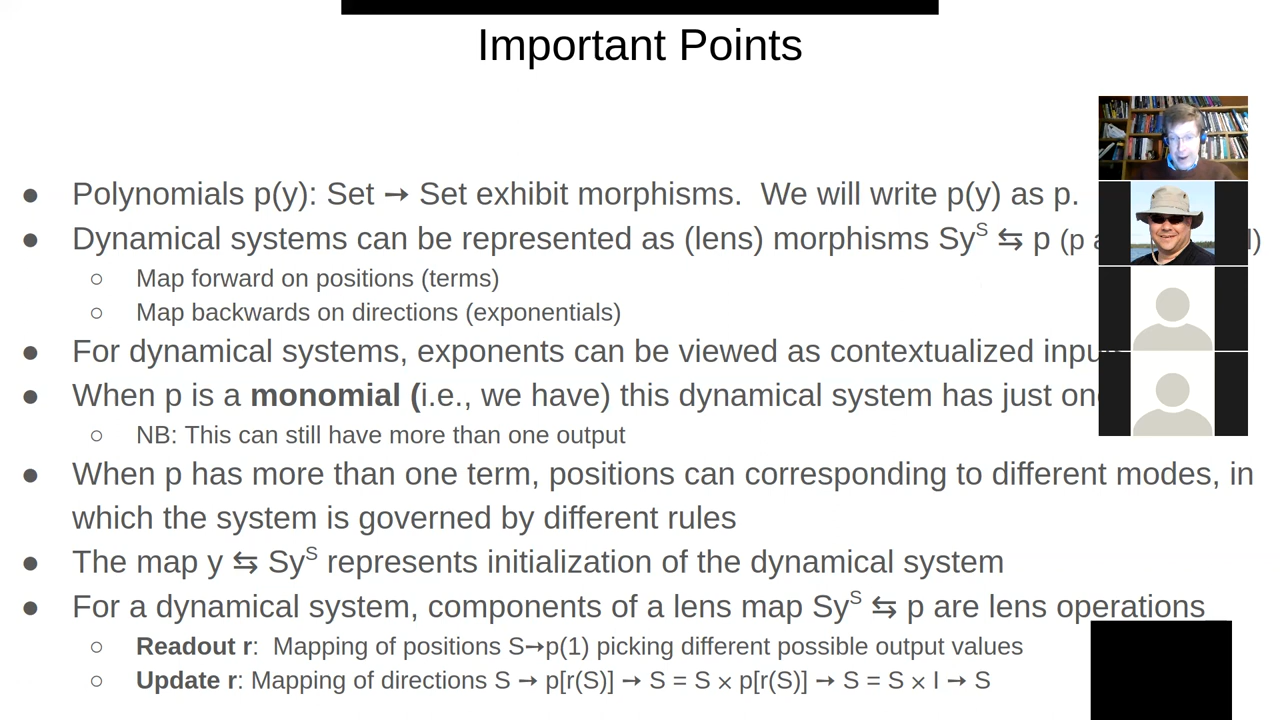 Important Points
● Polynomials p(y): Set → Set exhibit morphisms. We will write p(y) as p.
● Dynamical systems can be represented as (lens) morphisms Sy^S ⇆ p (p
○ Map forward on positions (terms)
○ Map backwards on directions (exponentials)
● For dynamical systems, exponents can be viewed as contextualized
● When p is a monomial (i.e., we have) this dynamical system has just
○ NB: This can still have more than one output
● When p has more than one term, positions can corresponding to different modes, in
which the system is governed by different rules
● The map y ⇆ Sy^S represents initialization of the dynamical system
● For a dynamical system, components of a lens map Sy^S ⇆ p are lens operations
○ Readout r: Mapping of positions S→p(1) picking different possible output values
○ Update r: Mapping of directions S → p[r(S)] → S = S × p[r(S)] → S = S × I → S